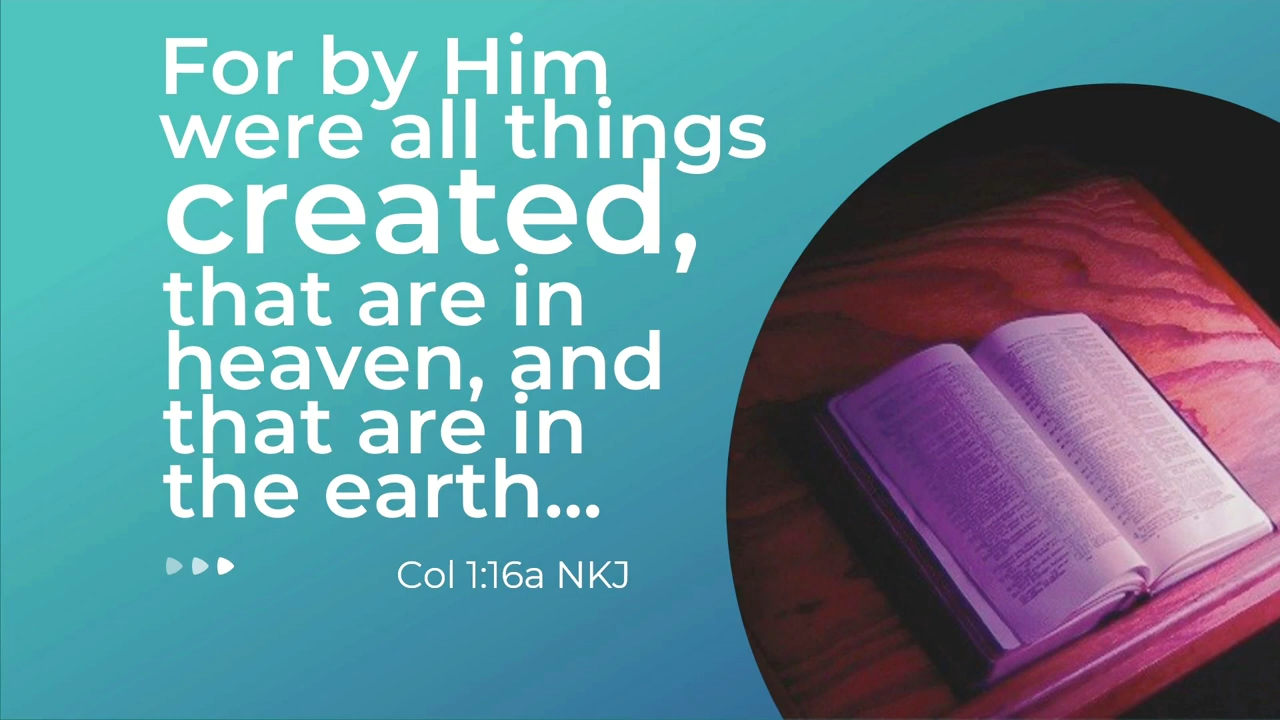 For by Him
were all things
created,
that are in
heaven, and
that are in
the earth...
Col 1:16a NKJ